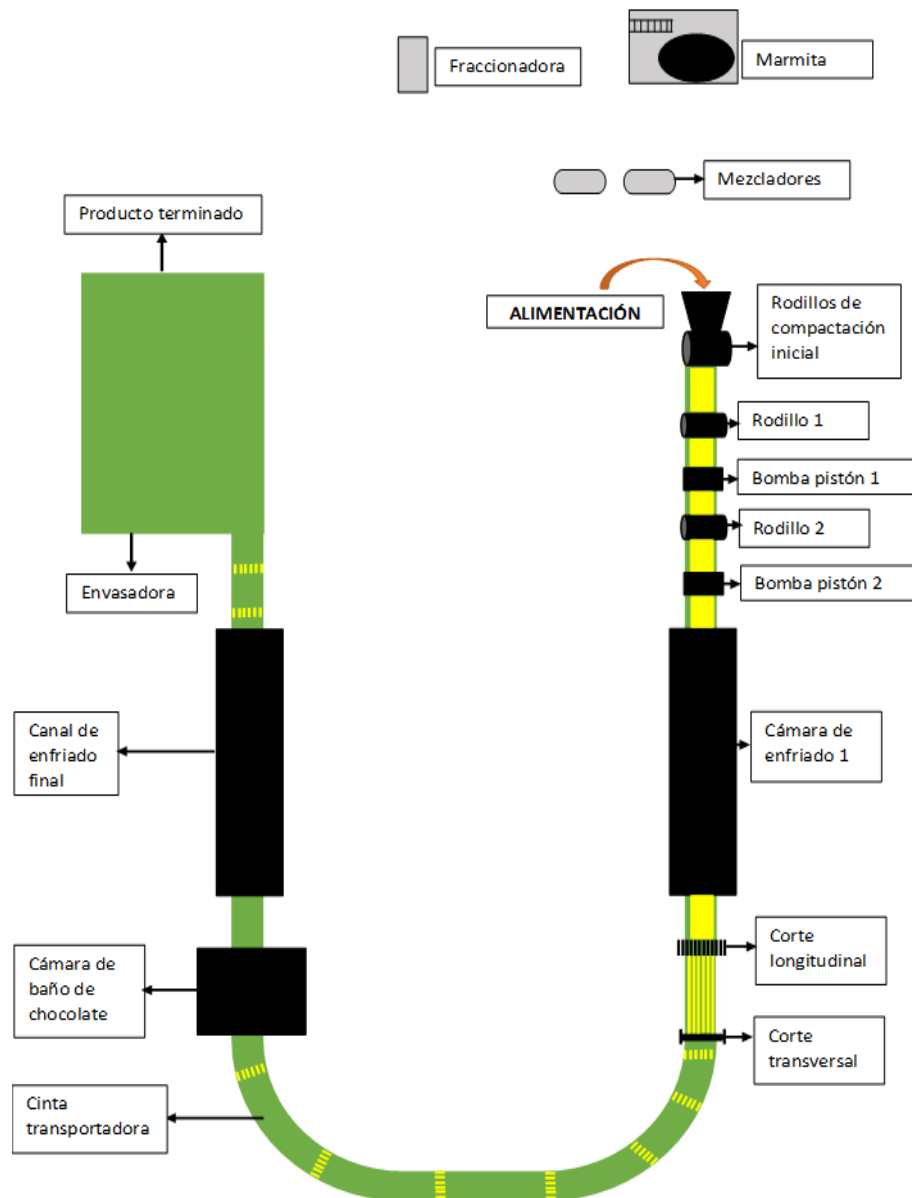 Fraccionadora
Marmita
Mezcladores
Producto terminado
ALIMENTACIÓN
Rodillos de
compactación
inicial
Rodillo 1
Bomba pistón 1
Rodillo 2
Envasadora
Bomba pistón 2
Canal de
enfriado
final
Cámara de
enfriado 1
Cámara de
baño de
chocolate
Corte
longitudinal
Corte
transversal
Cinta
transportadora